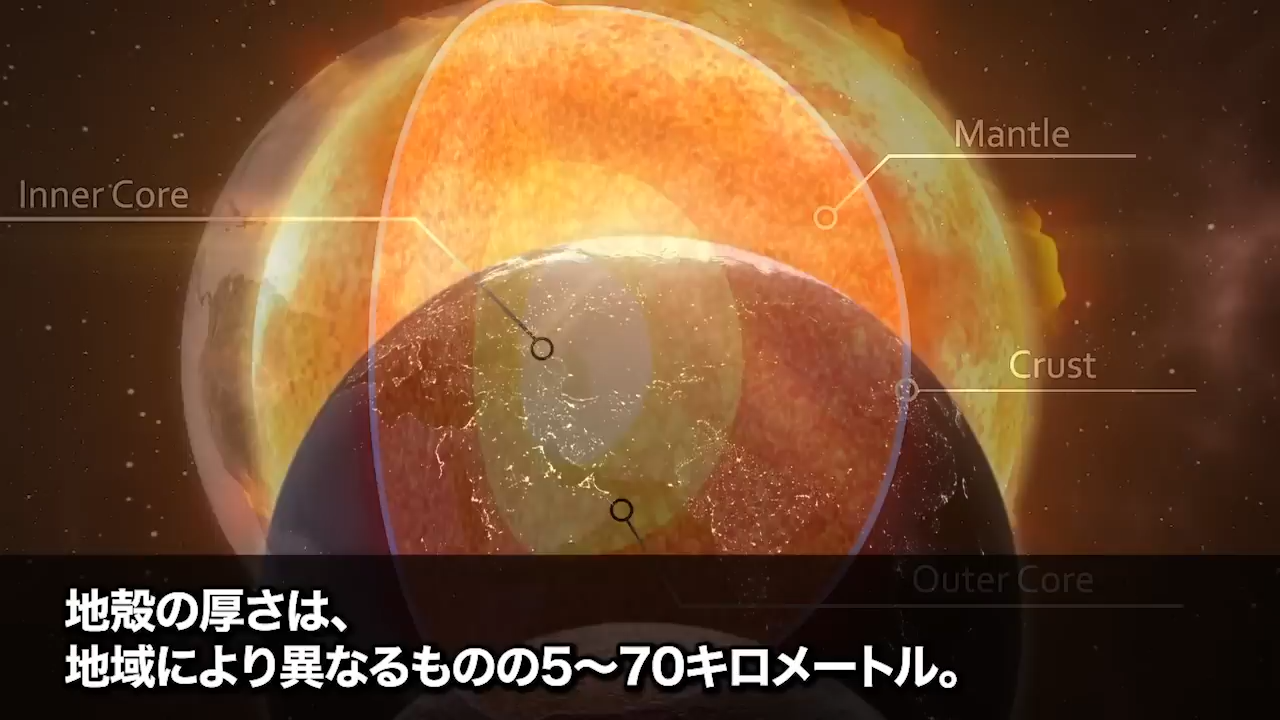 Mantle
Inner Core
Crust
Outer Core
地殻の厚さは、
地域により異なるものの5～70キロメートル。